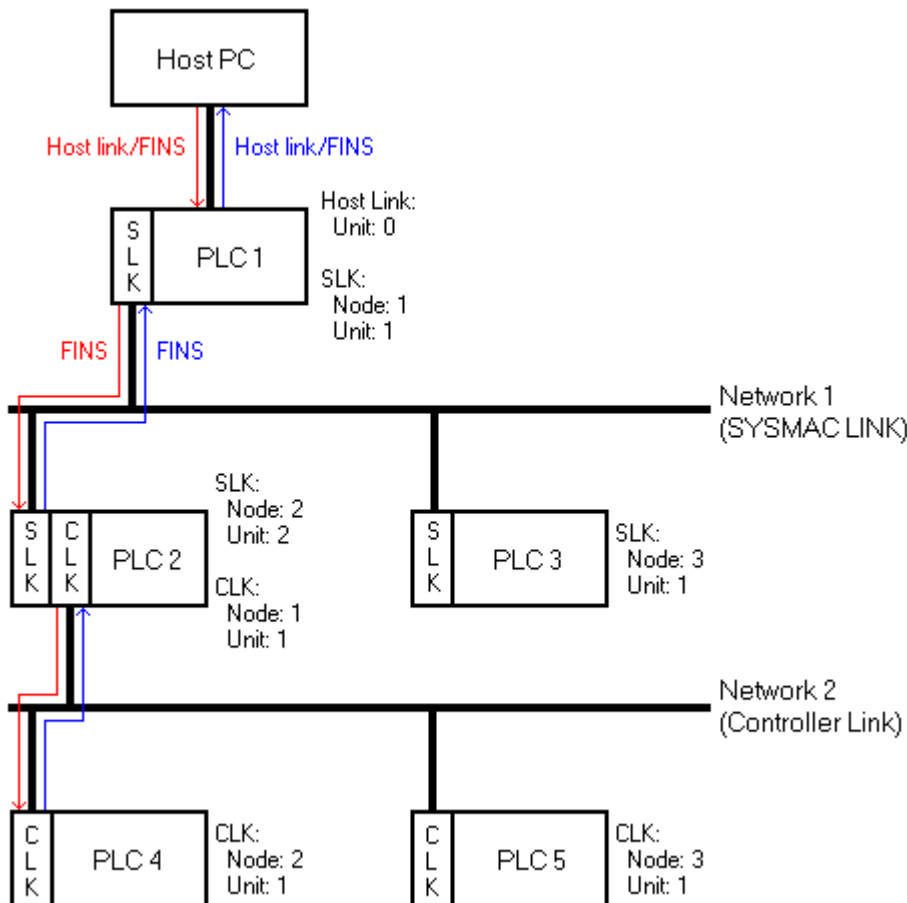 Host PC
Host link/FINS
Host link/FINS
S
L
K
PLC 1
Host Link:
Unit: 0
SLK:
Node: 1
Unit: 1
FINS
FINS
Network 1
(SYSMAC LINK)
S
L
K
C
L
K
PLC 2
SLK:
Node: 2
Unit: 2
CLK:
Node: 1
Unit: 1
S
L
K
PLC 3
SLK:
Node: 3
Unit: 1
Network 2
(Controller Link)
C
L
K
PLC 4
CLK:
Node: 2
Unit: 1
C
L
K
PLC 5
CLK:
Node: 3
Unit: 1